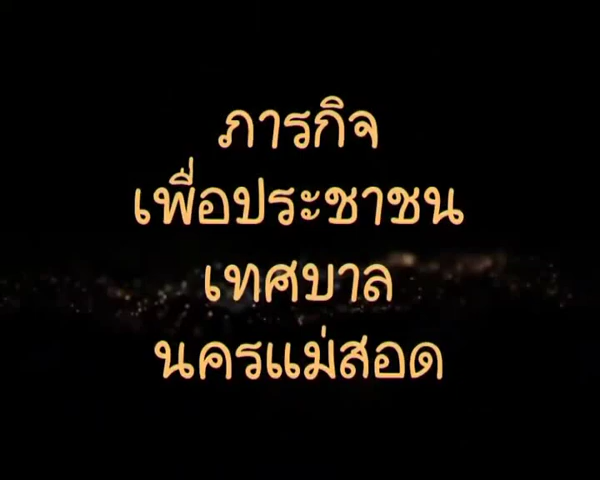 ภารกิจ
เพื่อประชาชน
เทศบาล
นครแม่สอด